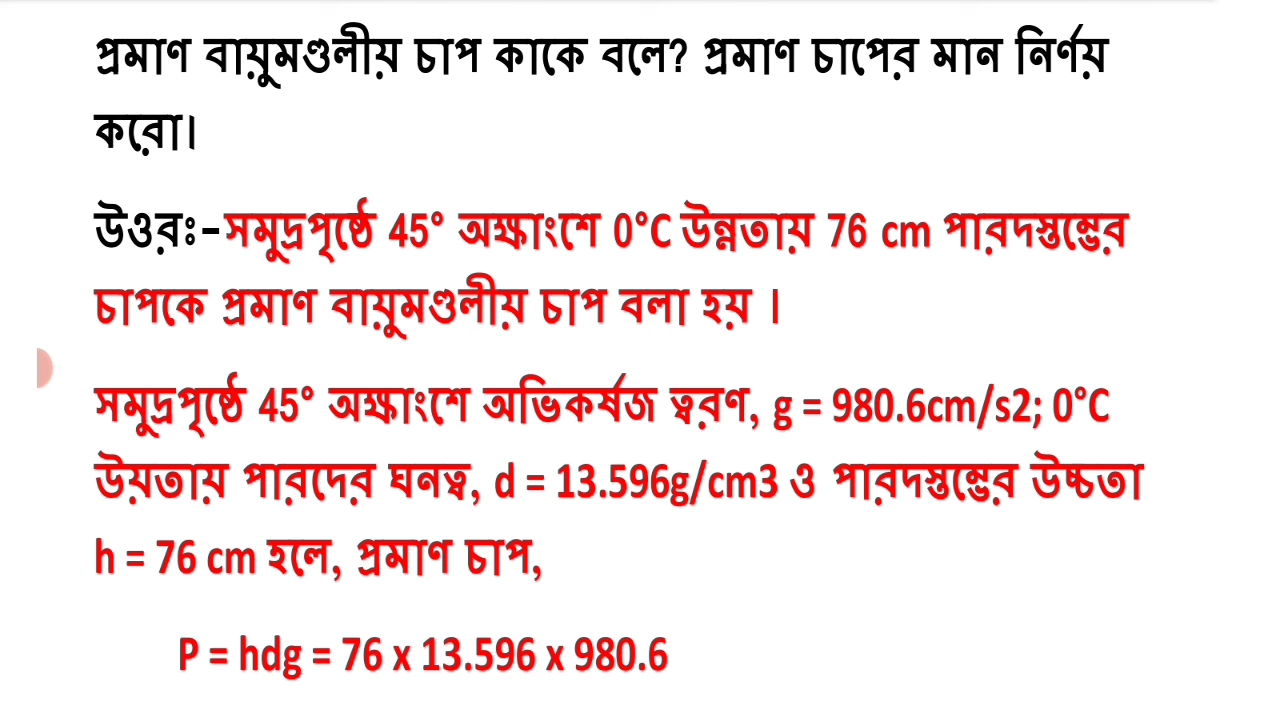 প্রমাণ বায়ুমণ্ডলীয় চাপ কাকে বলে? প্রমাণ চাপের মান নির্ণয়
করো।
উওরঃ-সমুদ্রপৃষ্ঠে 45° অক্ষাংশে 0°C উন্নতায় 76 cm পারদস্তম্ভের
চাপকে প্রমাণ বায়ুমণ্ডলীয় চাপ বলা হয় ।
সমুদ্রপৃষ্ঠে 45° অক্ষাংশে অভিকর্ষজ ত্বরণ, g = 980.6cm/s2; 0°C
উয়তায় পারদের ঘনত্ব, d = 13.596g/cm3 ও পারদস্তম্ভের উচ্চতা
h = 76 cm হলে, প্রমাণ চাপ,
P = hdg = 76 x 13.596 x 980.6